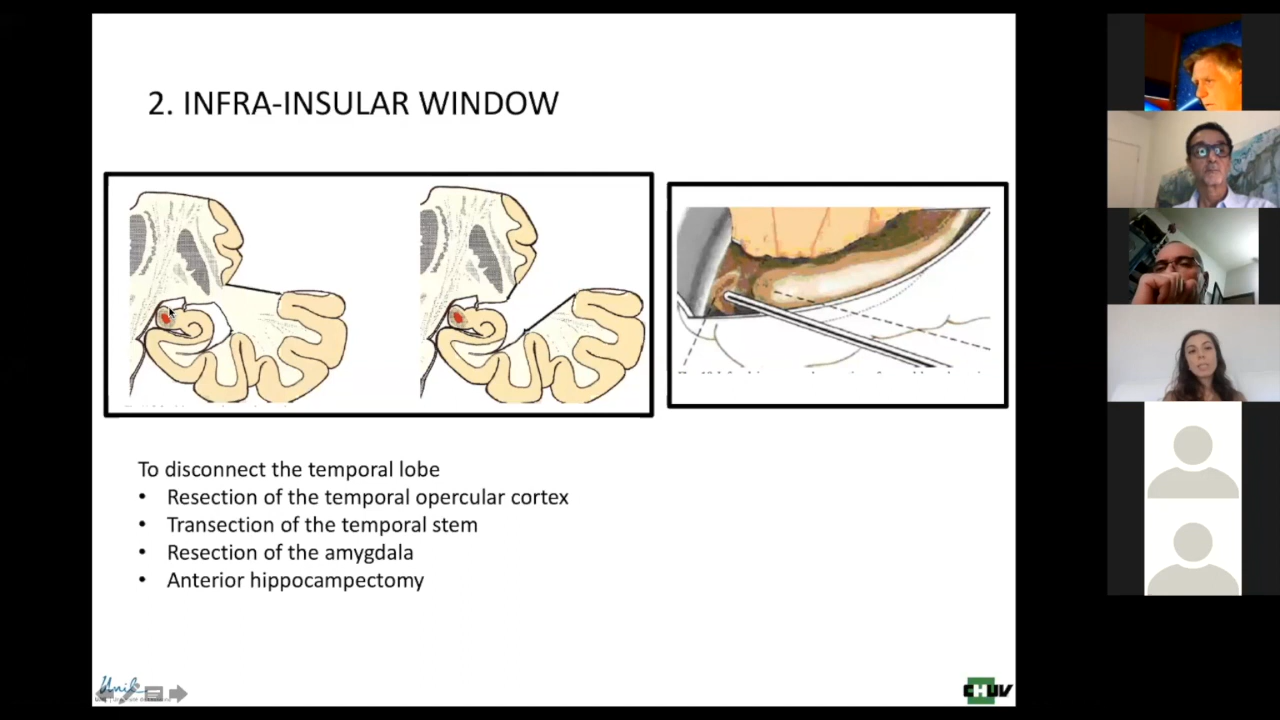 2. INFRA-INSULAR WINDOW
To disconnect the temporal lobe
• Resection of the temporal opercular cortex
• Transection of the temporal stem
• Resection of the amygdala
• Anterior hippocampectomy
Unil
CHUV